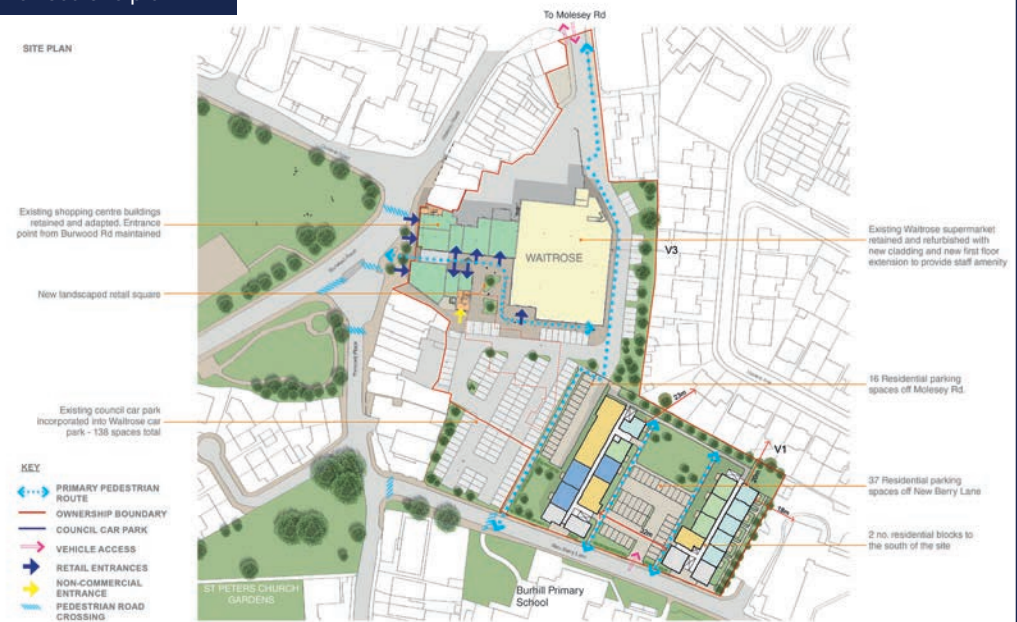 SITE PLAN
To Molesey Rd
Existing shopping centre buildings
retained and adapted. Entrance
point from Burwood Rd maintained
New landscaped retail square
Existing council car park
incorporated into Waitrose car
park - 138 spaces total
WAITROSE
V3
Existing Waitrose supermarket
retained and refurbished with
new cladding and new first floor
extension to provide staff amenity
16 Residential parking
spaces off Molesey Rd.
23m
V1
18m
37 Residential parking
spaces off New Berry Lane
2 no. residential blocks to
the south of the site
New Berry Lane
Burhill Primary
School
ST PETERS CHURCH
GARDENS
KEY
PRIMARY PEDESTRIAN
ROUTE
OWNERSHIP BOUNDARY
COUNCIL CAR PARK
VEHICLE ACCESS
RETAIL ENTRANCES
NON-COMMERCIAL
ENTRANCE
PEDESTRIAN ROAD
CROSSING